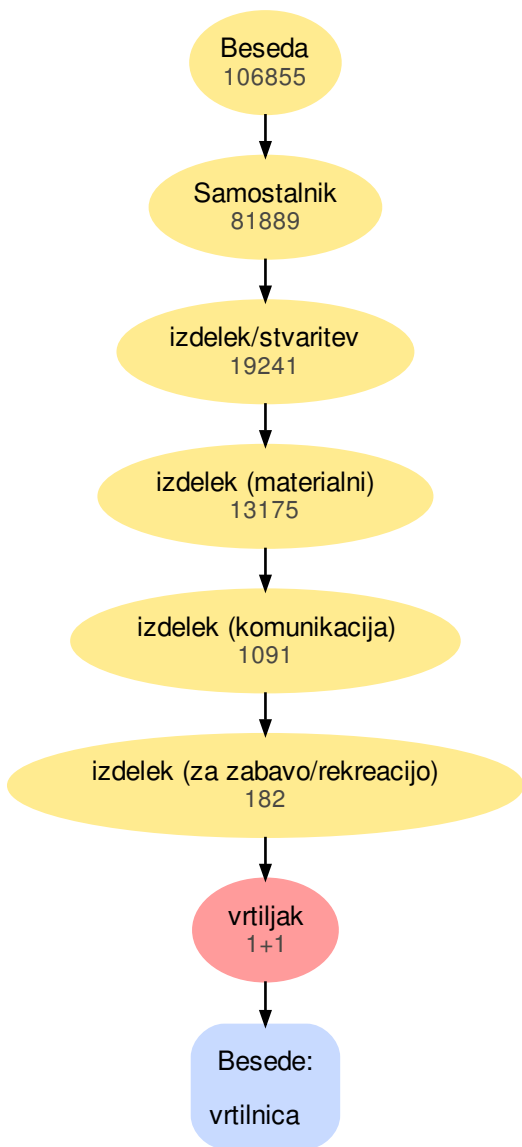 Beseda
106855
Samostalnik
81889
izdelek/stvaritev
19241
izdelek (materialni)
13175
izdelek (komunikacija)
1091
izdelek (za zabavo/rekreacijo)
182
vrtiljak
1+1
Besede:
vrtilnica